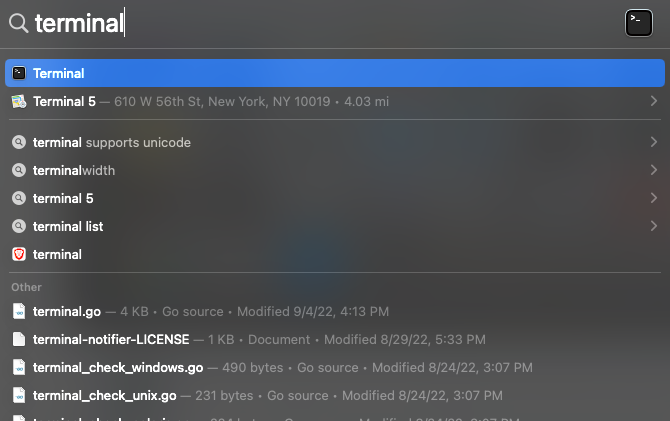 terminal
Terminal
Terminal 5 — 610 W 56th St, New York, NY 10019 • 4.03 mi
terminal supports unicode
terminalwidth
terminal 5
terminal list
terminal
Other
terminal.go — 4 KB • Go source • Modified 9/4/22, 4:13 PM
terminal-notifier-LICENSE — 1 KB • Document • Modified 8/29/22, 5:33 PM
terminal_check_windows.go — 490 bytes • Go source • Modified 8/24/22, 3:07 PM
terminal_check_unix.go — 231 bytes • Go source • Modified 8/24/22, 3:07 PM